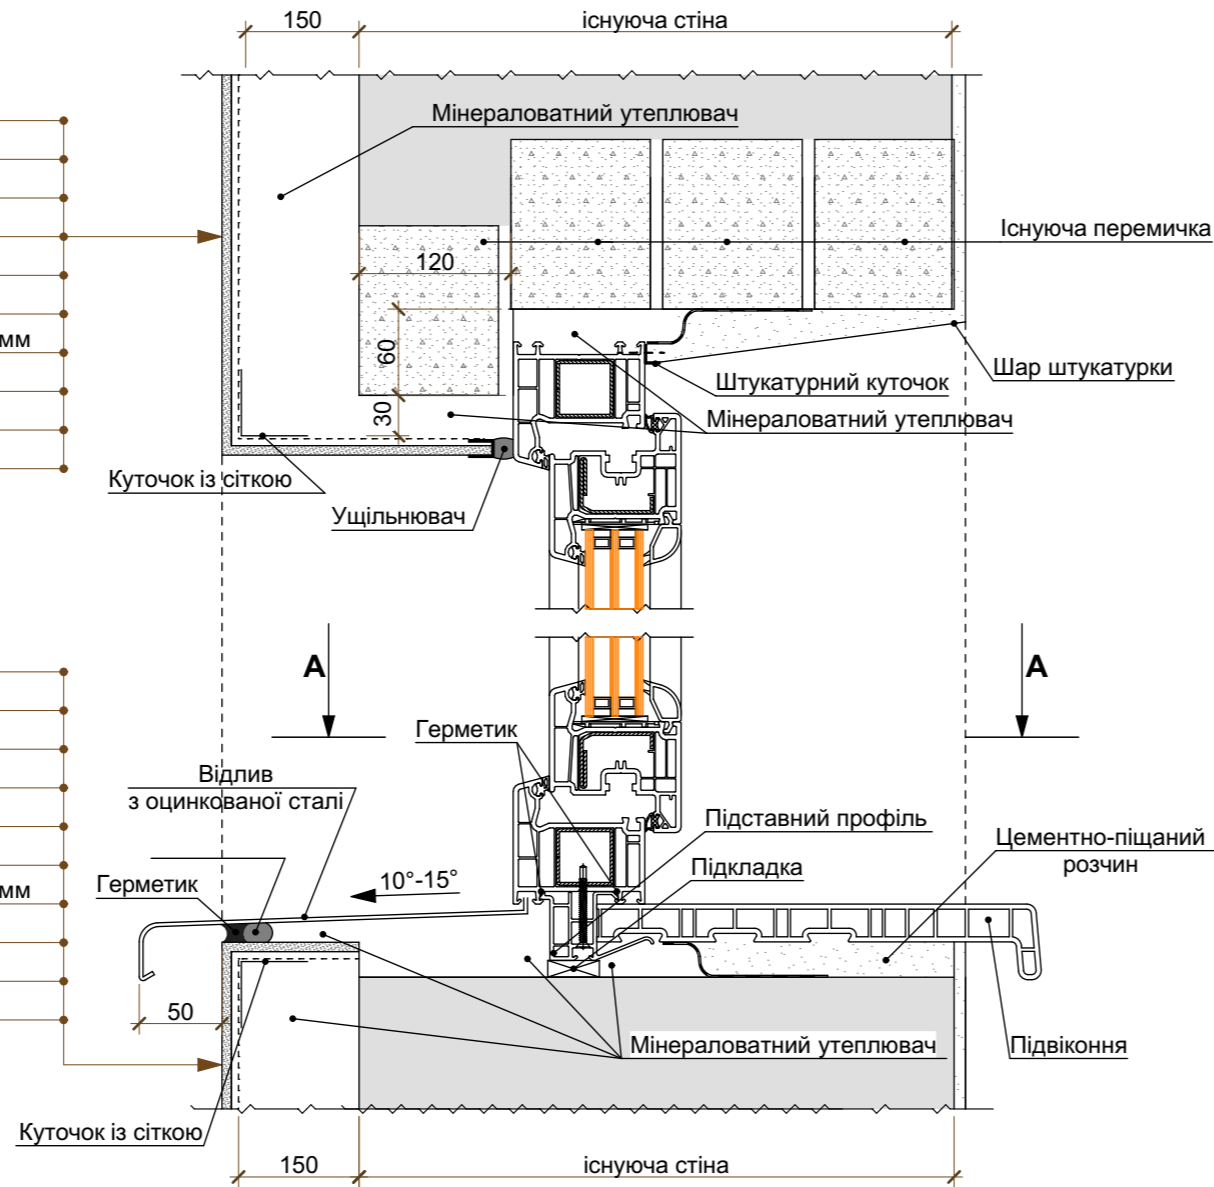 150
існуюча стіна
Мінераловатний утеплювач
Існуюча перемичка
120
60
мм
Шар штукатурки
Штукатурний куточок
30
Мінераловатний утеплювач
Куточок із сіткою
Ущільнювач
А
А
Герметик
Відлив
з оцинкованої сталі
Підставний профіль
Цементно-піщаний
розчин
Підкладка
10°-15°
Герметик
мм
50
Мінераловатний утеплювач
Підвіконня
Куточок із сіткою
150
існуюча стіна